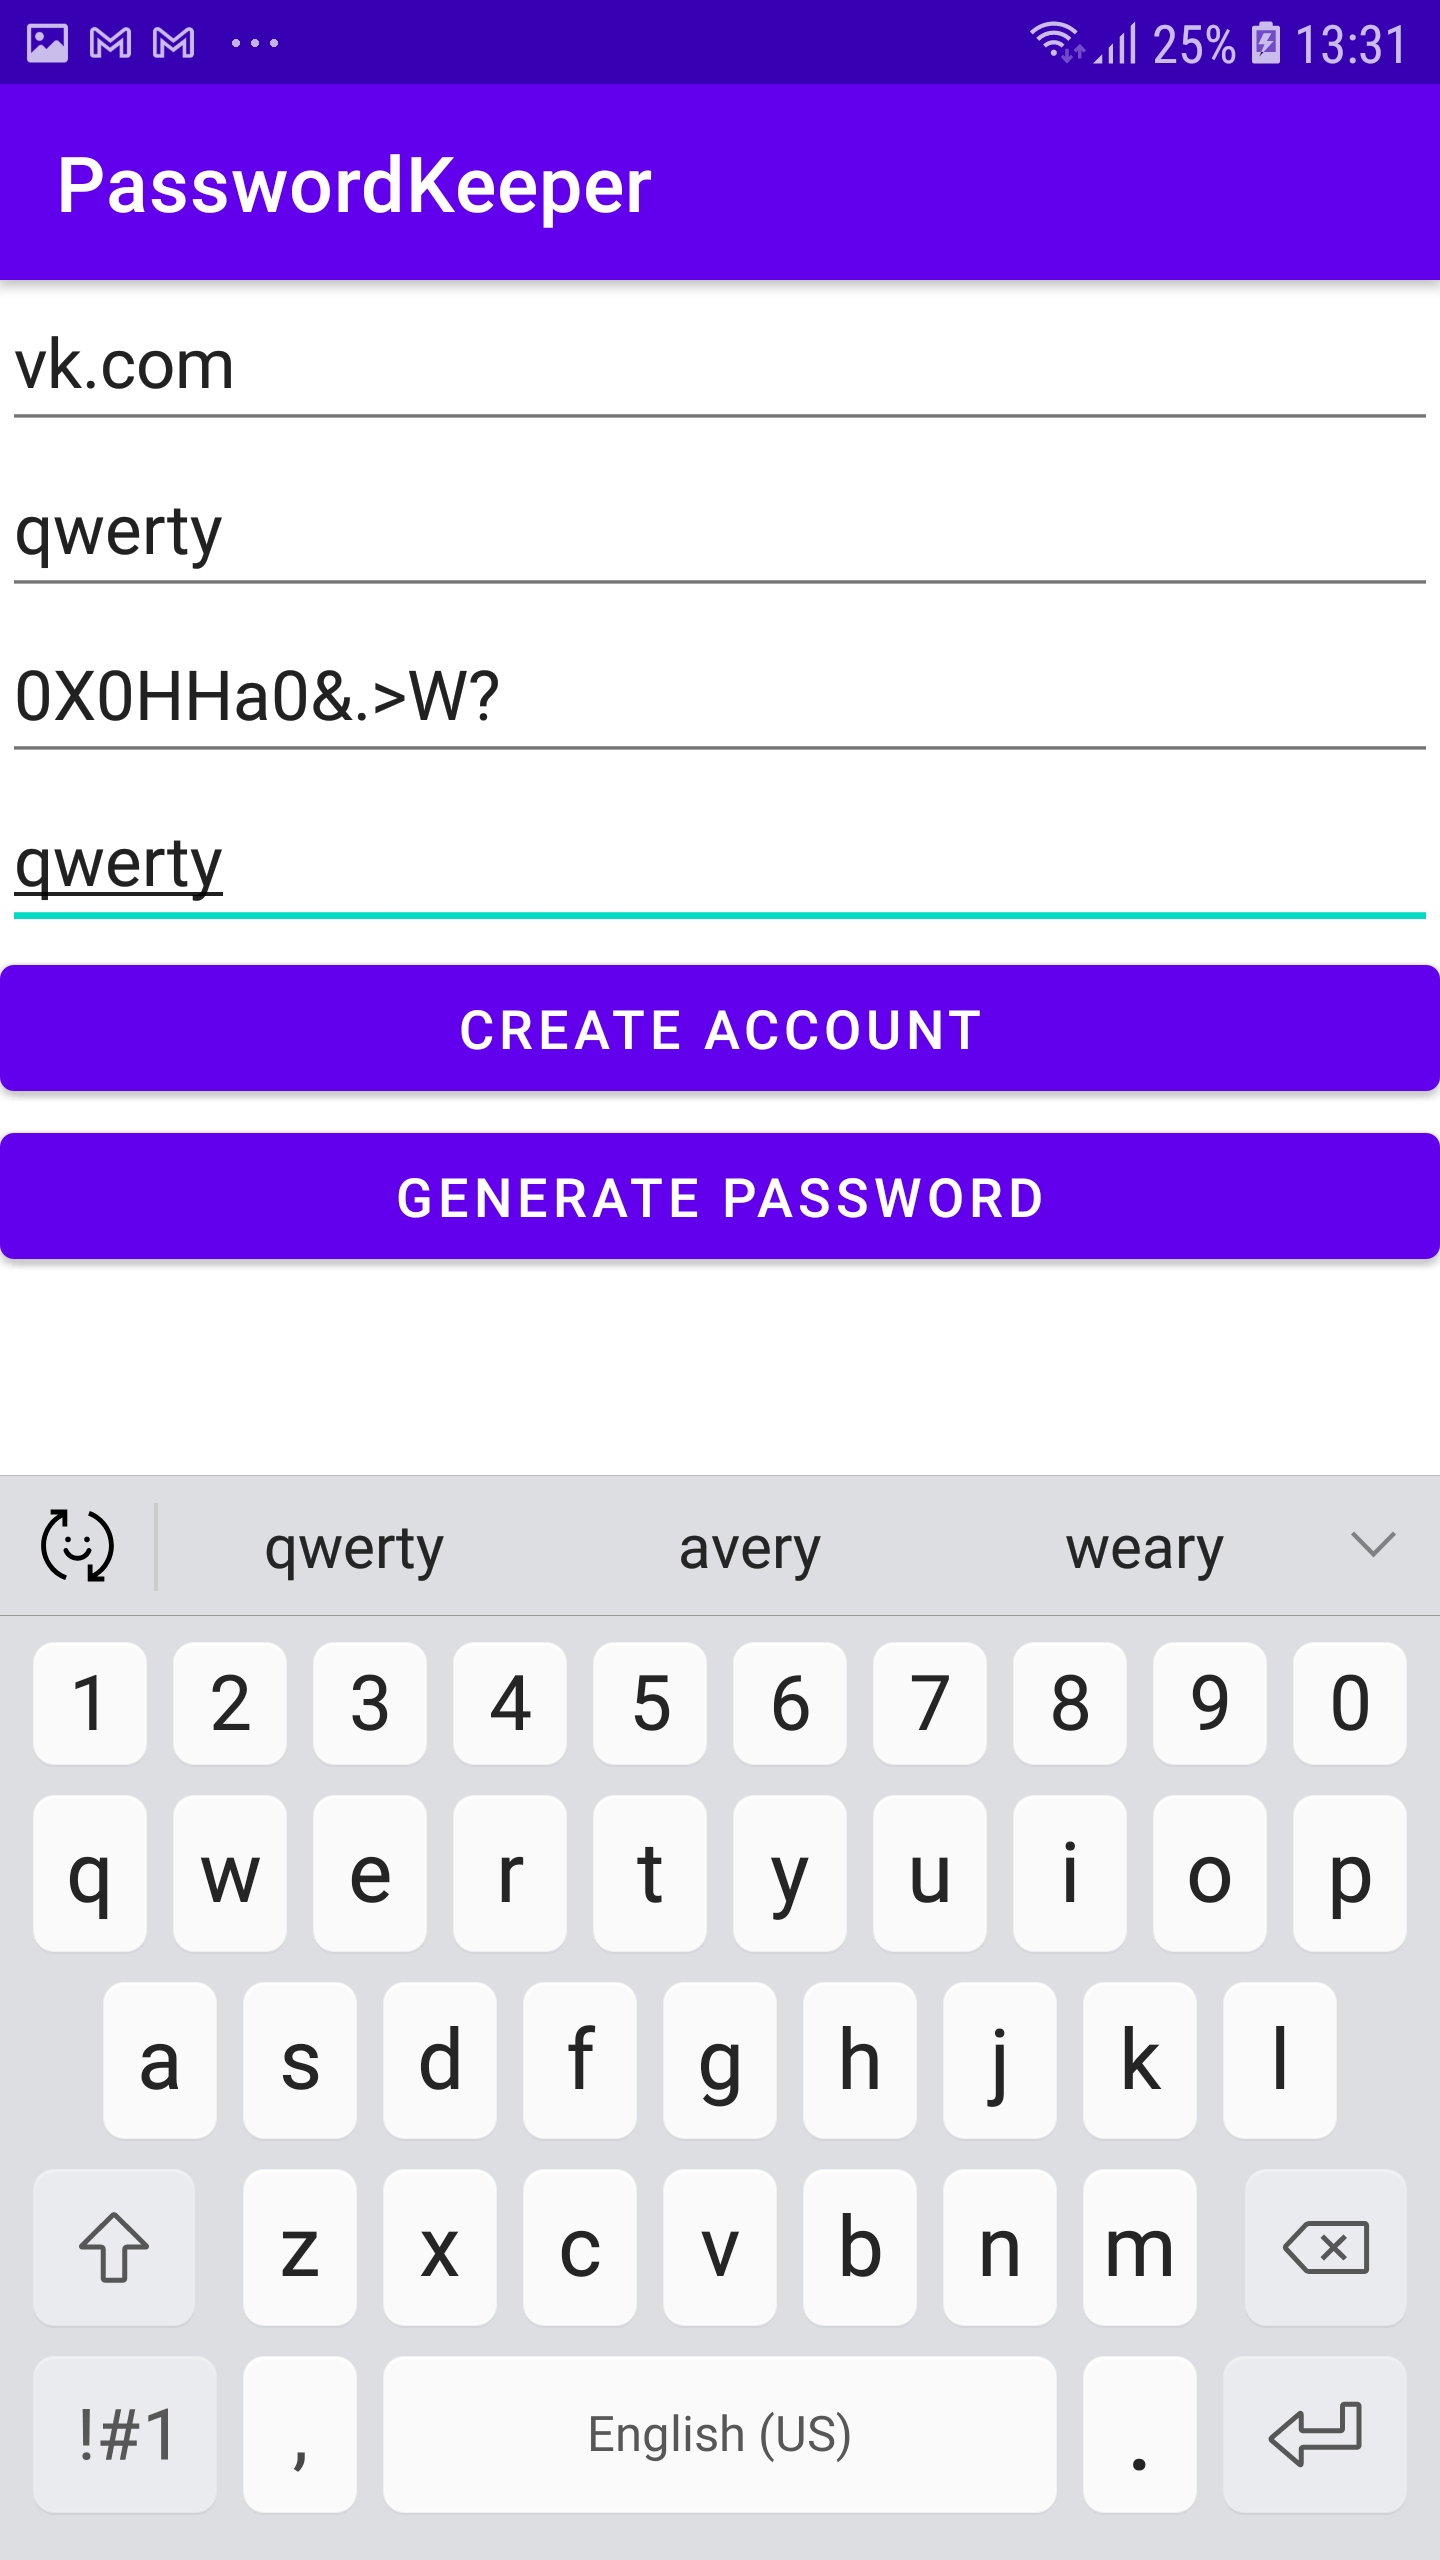 25% 13:31
PasswordKeeper
vk.com
qwerty
0X0HHa0&.>W?
qwerty
CREATE ACCOUNT
GENERATE PASSWORD
qwerty avery weary
1 2 3 4 5 6 7 8 9 0
q w e r t y u i o p
a s d f g h j k l
z x c v b n m
!#1 , English (US) .